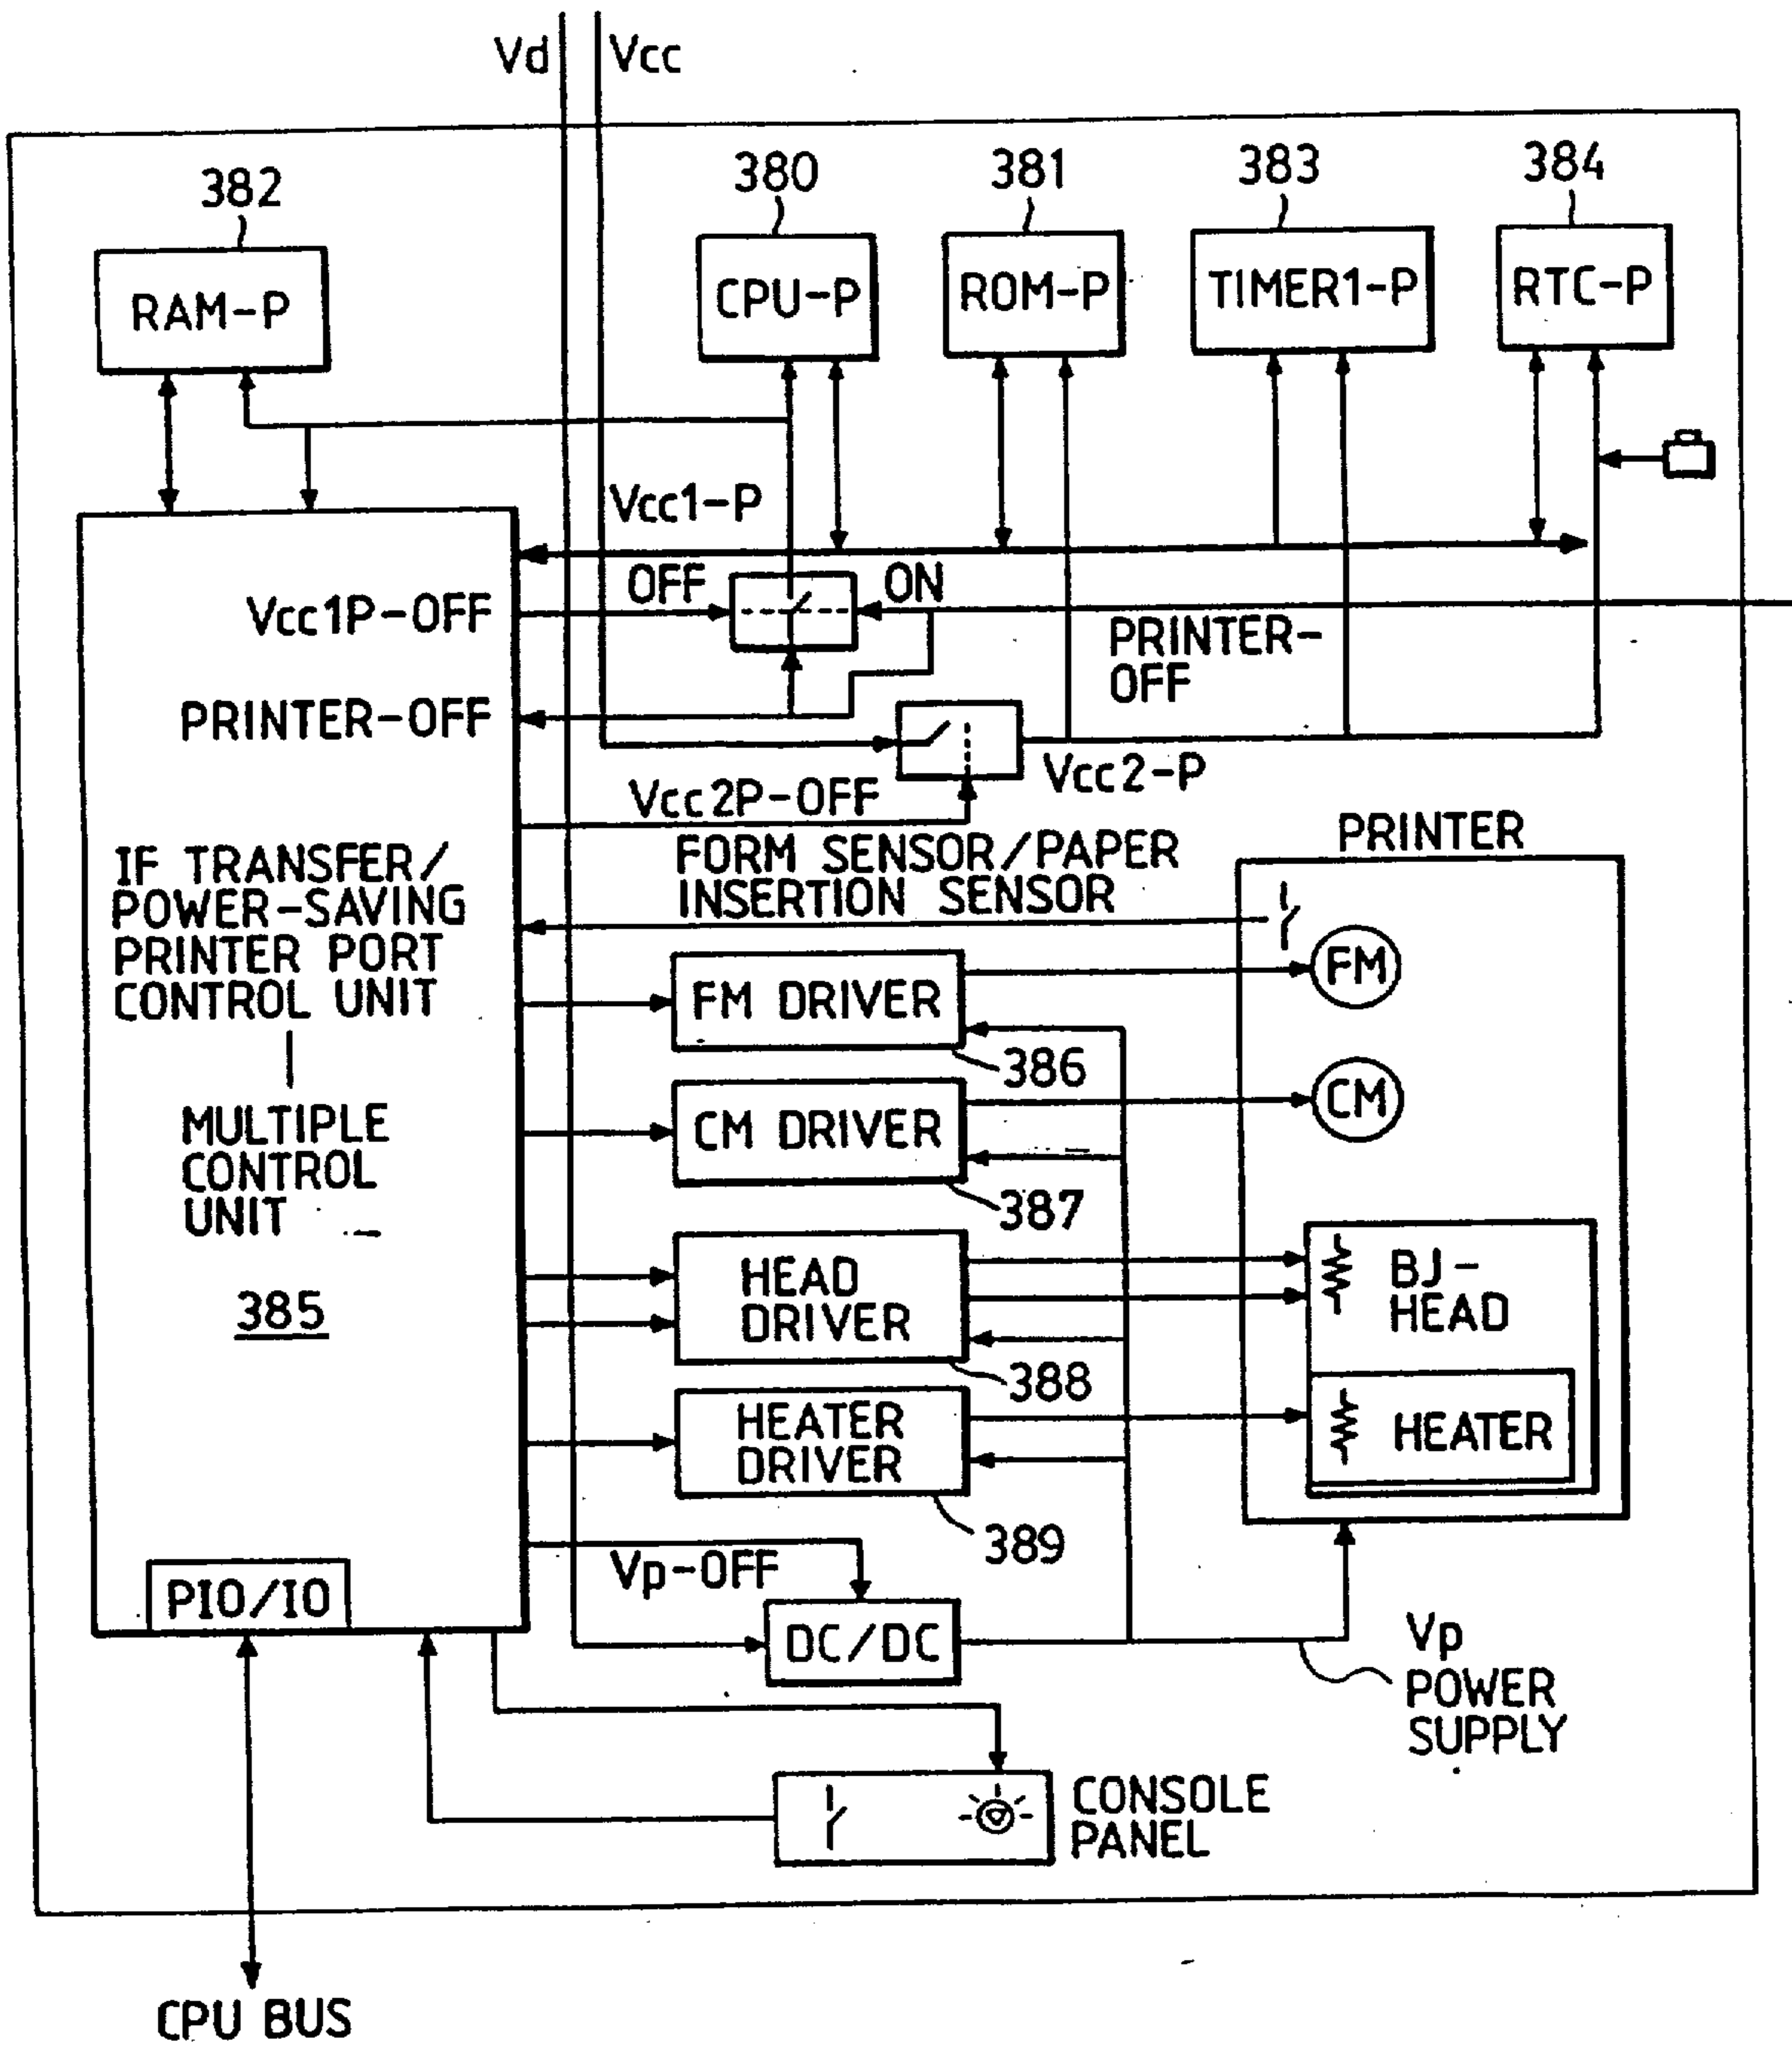 Vd
Vcc
382
380
381
383
384
RAM-P
CPU-P
ROM-P
TIMER1-P
RTC-P
Vcc1-P
OFF
ON
Vcc1P-OFF
PRINTER-
OFF
PRINTER-OFF
Vcc2-P
Vcc2P-OFF
PRINTER
FORM SENSOR/PAPER
INSERTION SENSOR
IF TRANSFER/
POWER-SAVING
PRINTER PORT
CONTROL UNIT
MULTIPLE
CONTROL
UNIT
385
FM DRIVER
FM
386
CM DRIVER
CM
387
HEAD
DRIVER
BJ-
HEAD
388
HEATER
DRIVER
HEATER
389
Vp-OFF
PIO/IO
DC/DC
Vp
POWER
SUPPLY
CONSOLE
PANEL
CPU BUS